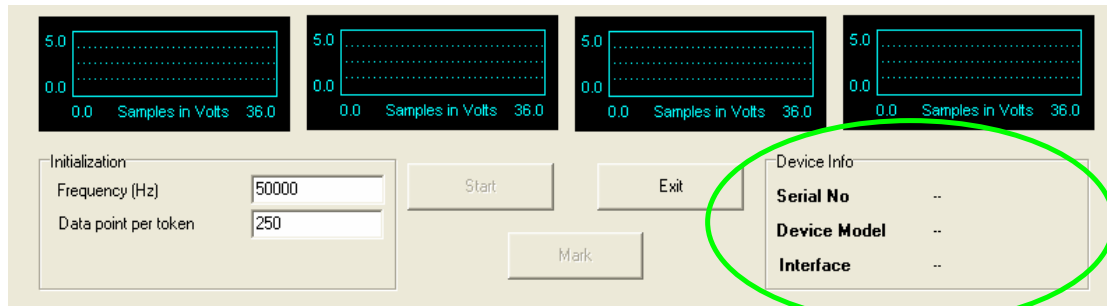 5.0 5.0 5.0 5.0
0.0 0.0 0.0 0.0
0.0 Samples in Volts 36.0 0.0 Samples in Volts 36.0 0.0 Samples in Volts 36.0 0.0 Samples in Volts 36.0
Initialization
Frequency (Hz) 50000
Data point per token 250
Start
Exit
Mark
Device Info
Serial No --
Device Model --
Interface --